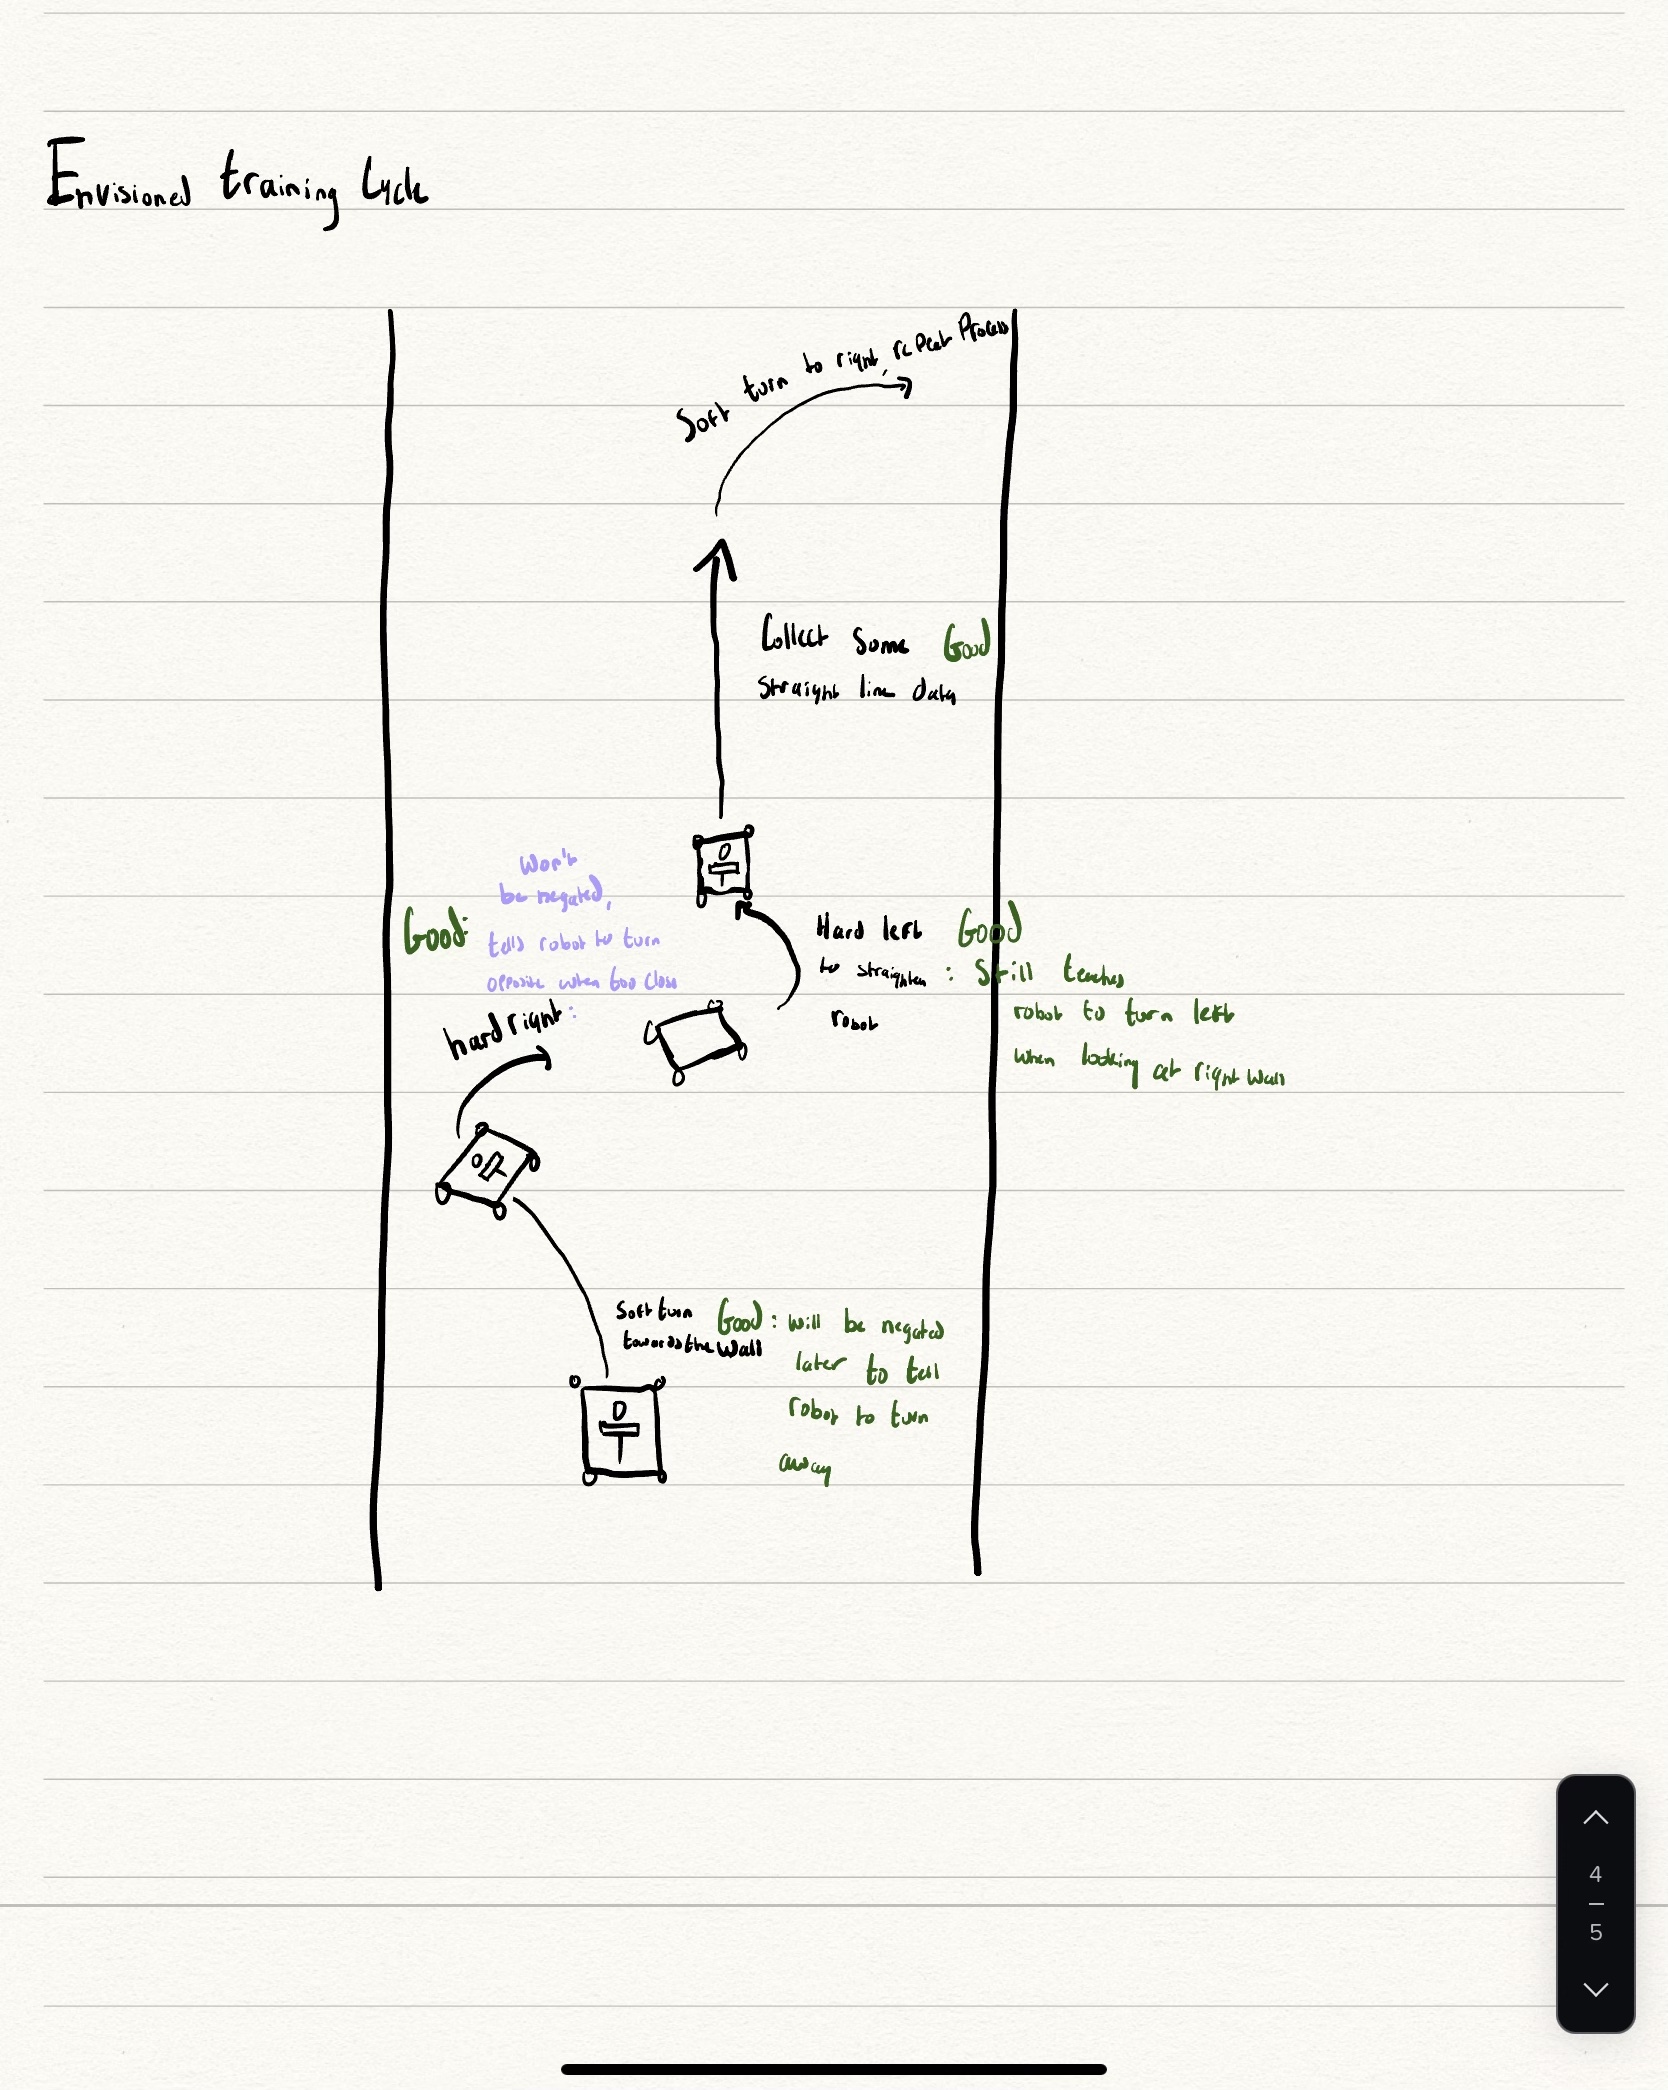 Envisioned training Cycle
Soft turn to right, repeat Process
Collect some Good
straight line data
Won't
be negated,
Good: tells robot to turn
opposite when too close
hard right:
Hard left Good
to straighten : Still teaches
robot
robot to turn left
when looking at right wall
Soft turn Good: will be negated
towards the wall
later to tell
robot to turn
away
4
5